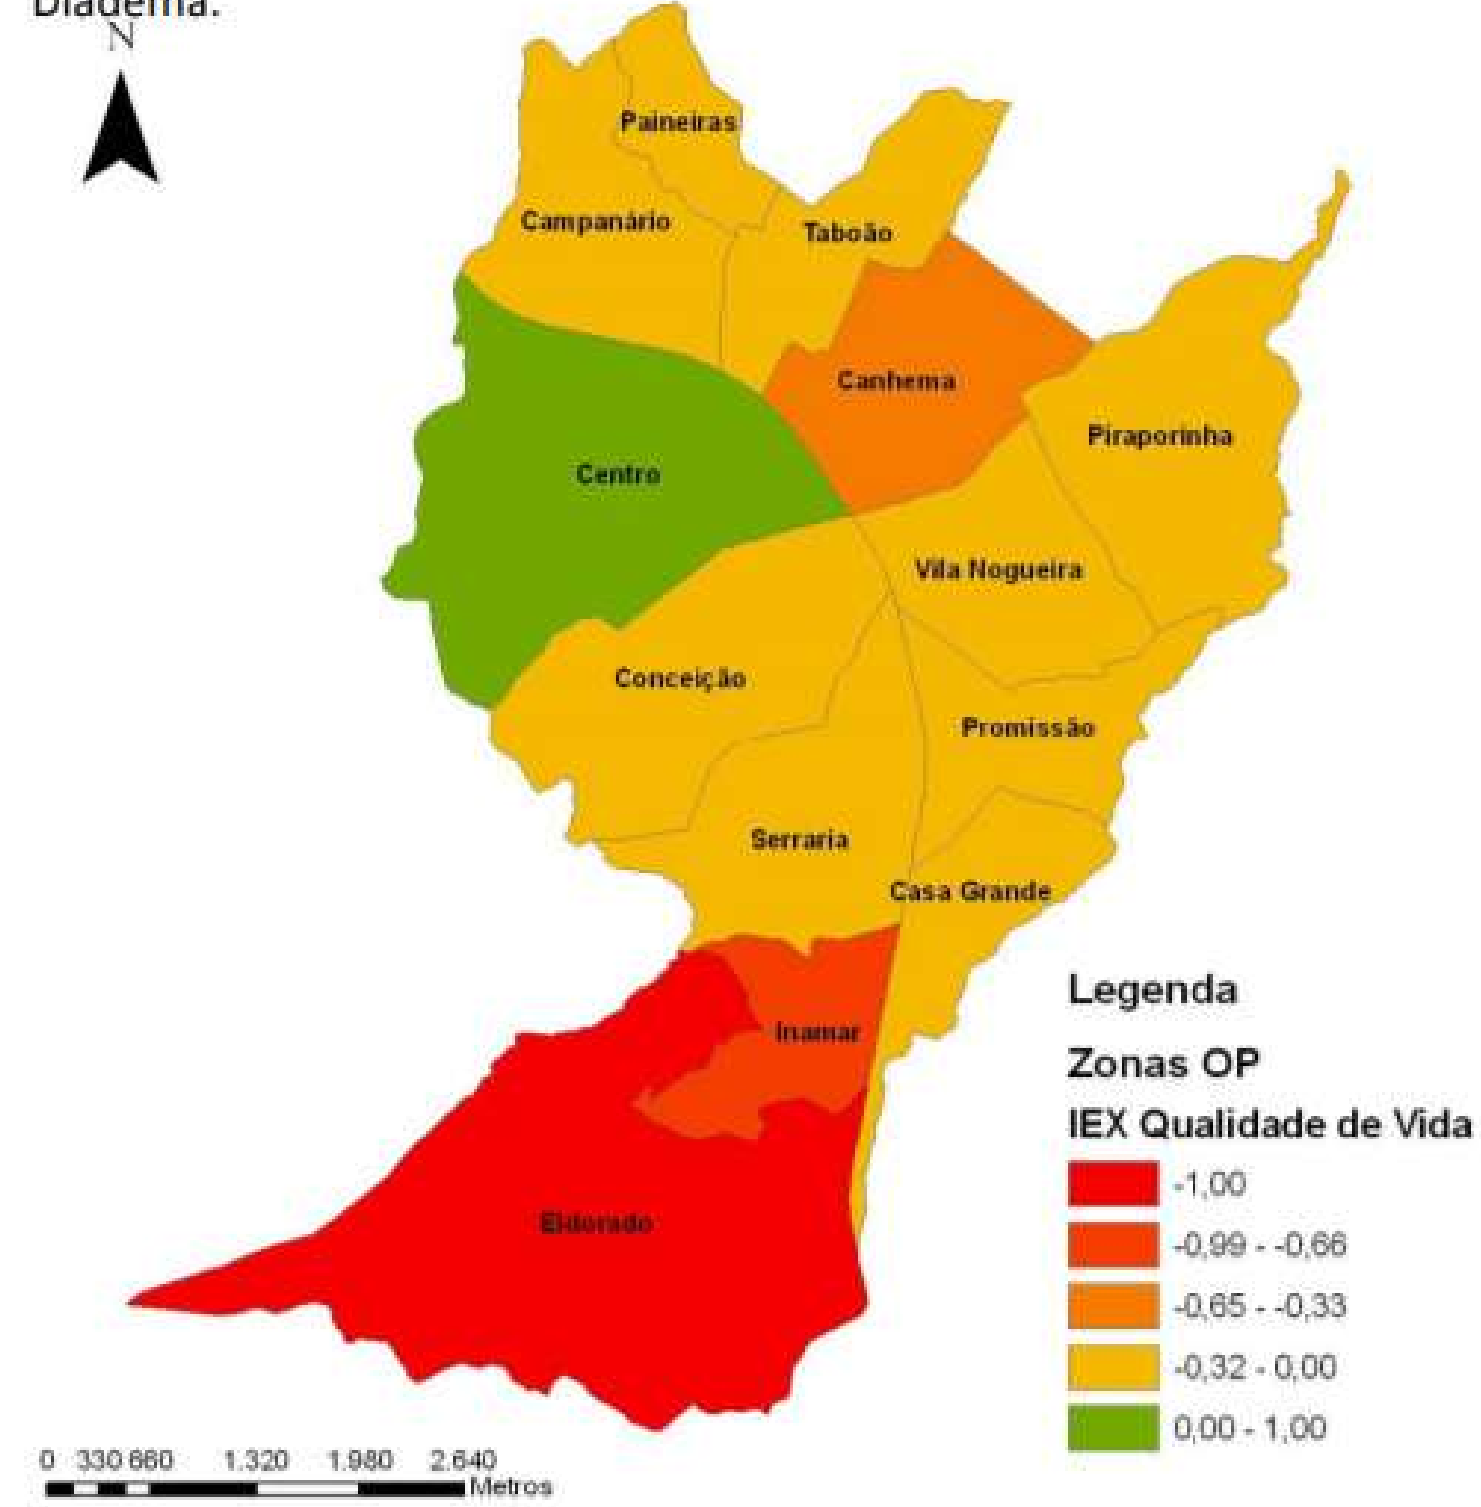 Diadema.
N
Paineiras
Campanário
Taboão
Canhema
Piraporinha
Centro
Vila Nogueira
Conceição
Promissão
Serraria
Casa Grande
Inamar
Eldorado
Legenda
Zonas OP
IEX Qualidade de Vida
-1,00
-0,99 - -0,66
-0,65 - -0,33
-0,32 - 0,00
0,00 - 1,00
0 330 660 1.320 1.980 2.640
Metros